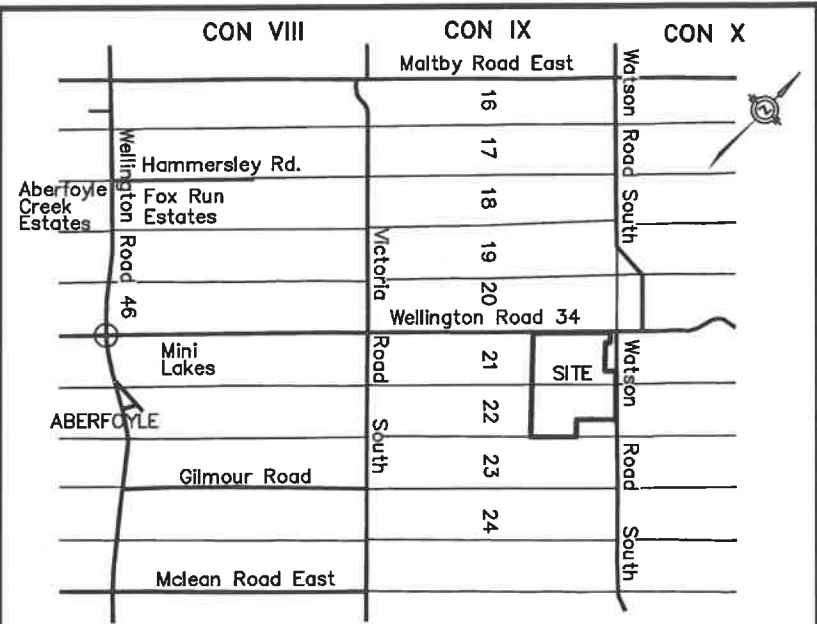 CON VIII
CON IX
CON X
Maltby Road East
Watson Road South
16
17
18
19
20
Wellington Road 46
Hammersley Rd.
Aberfoyle
Creek
Estates
Fox Run
Estates
Victoria Road South
Wellington Road 34
Mini
Lakes
21
SITE
Watson Road South
22
ABERFOYLE
23
Gilmour Road
24
Mclean Road East
N